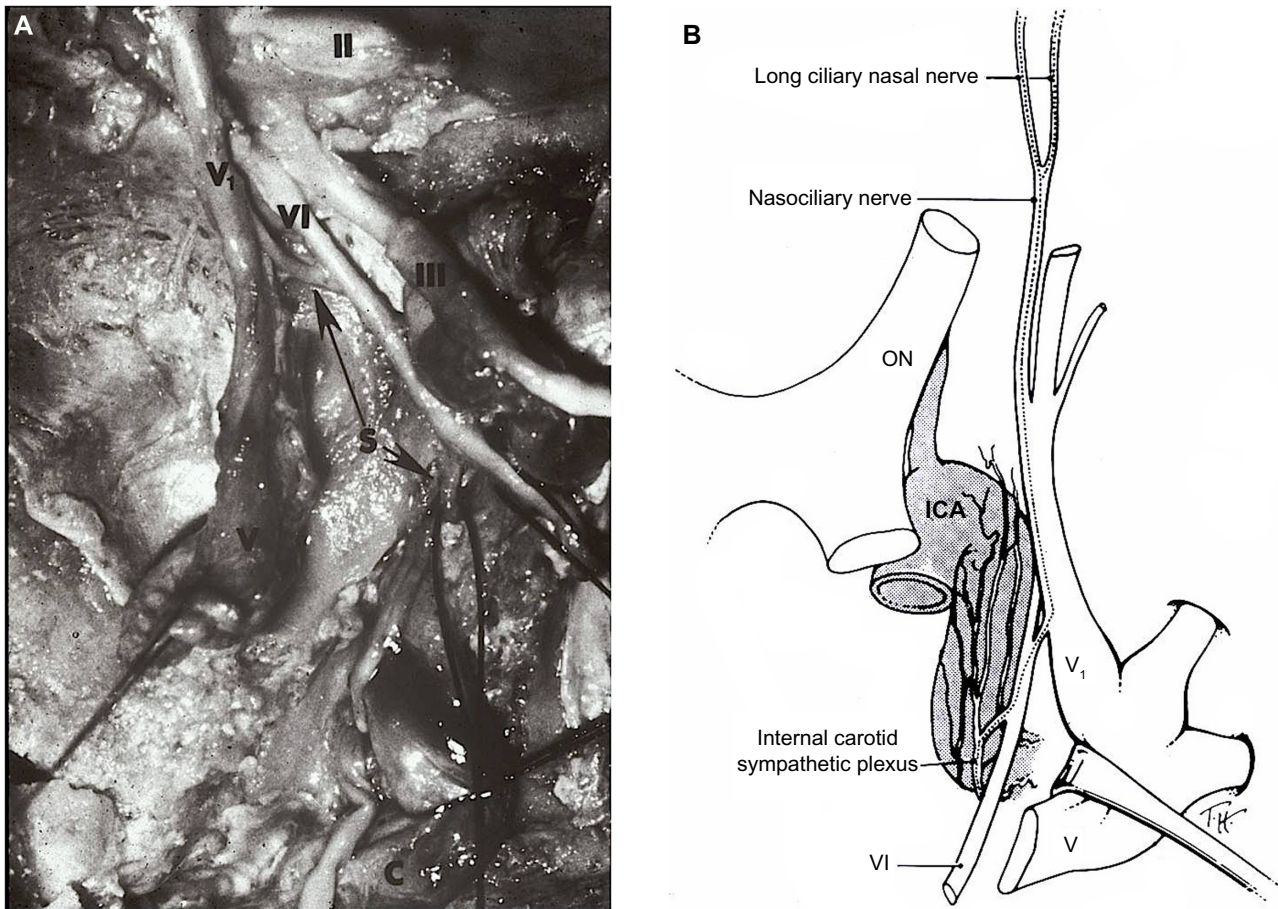 A
II
V1
VI
III
S
V
C
B
Long ciliary nasal nerve
Nasociliary nerve
ON
ICA
V1
Internal carotid
sympathetic plexus
VI
V
T.H.